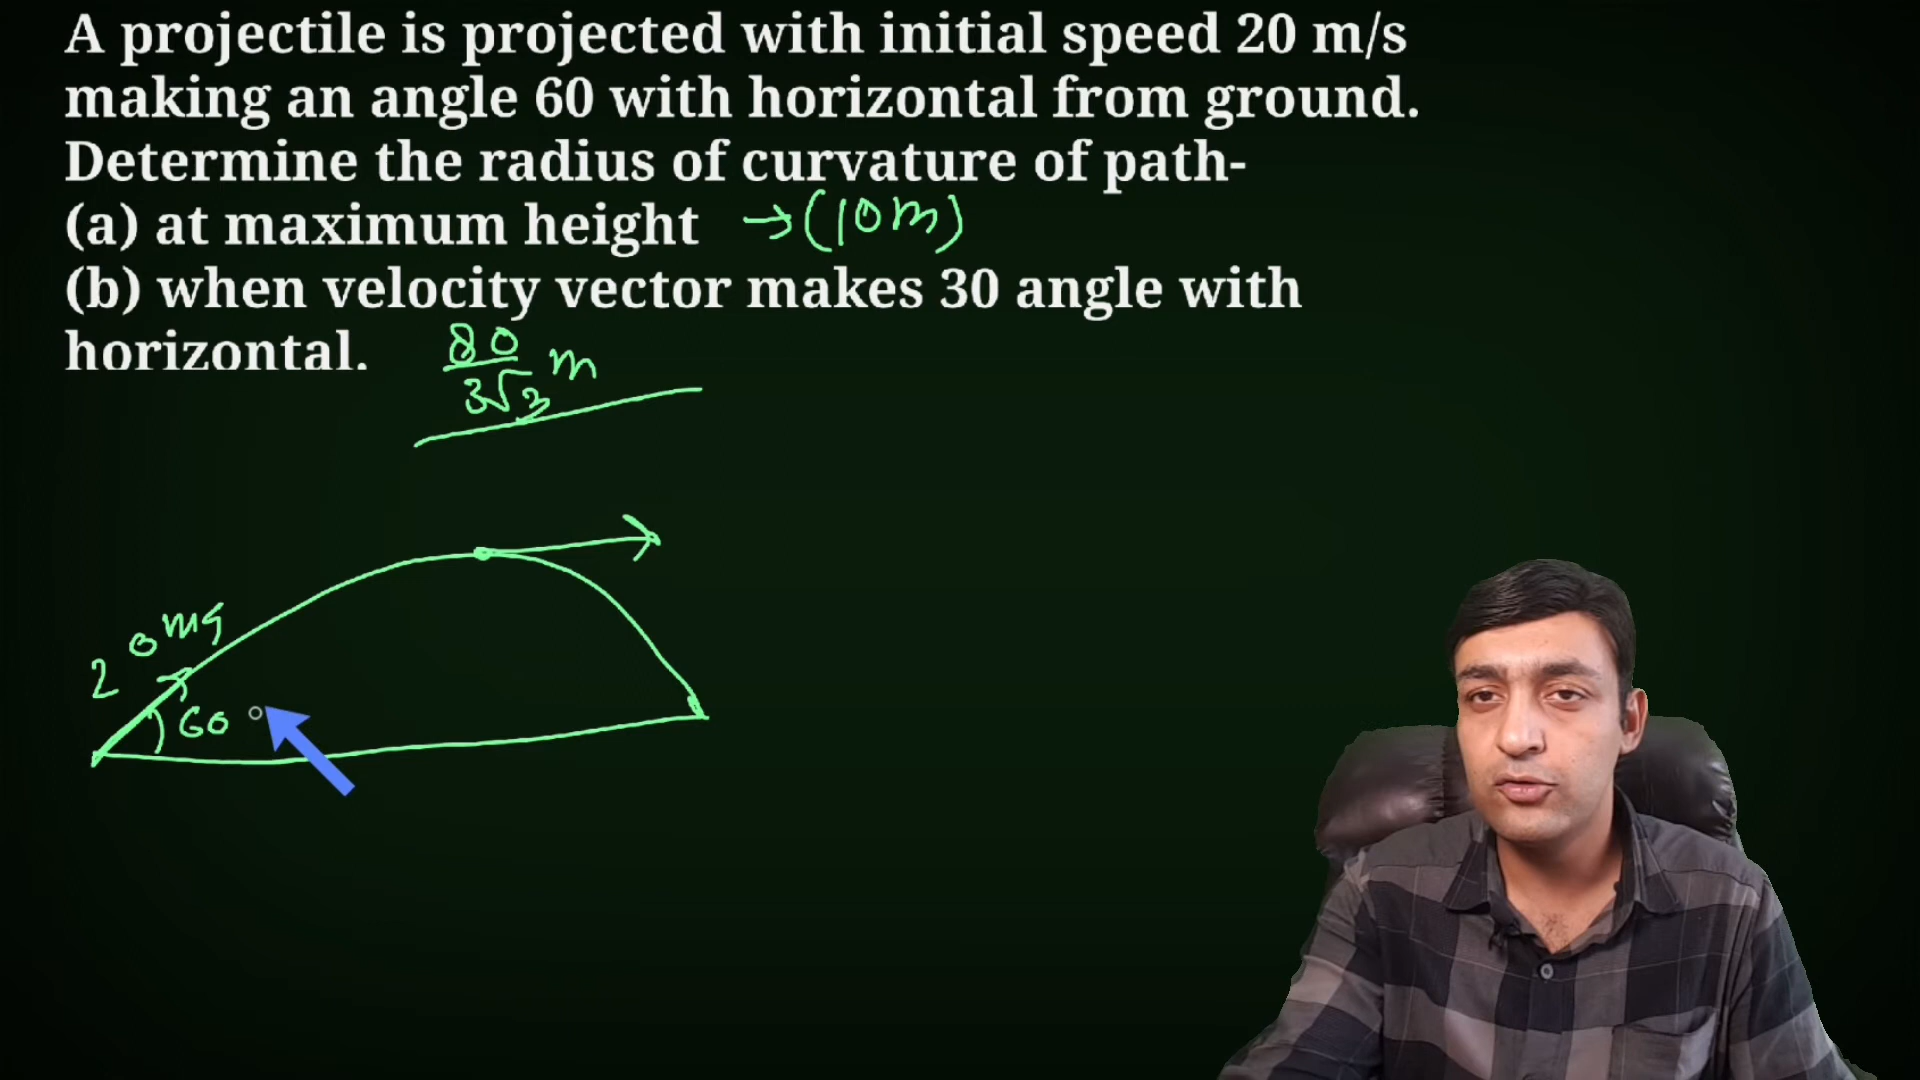 A projectile is projected with initial speed 20 m/s
making an angle 60 with horizontal from ground.
Determine the radius of curvature of path-
(a) at maximum height → (10m)
(b) when velocity vector makes 30 angle with
horizontal. 80/3√3 m
20 m/s
60°